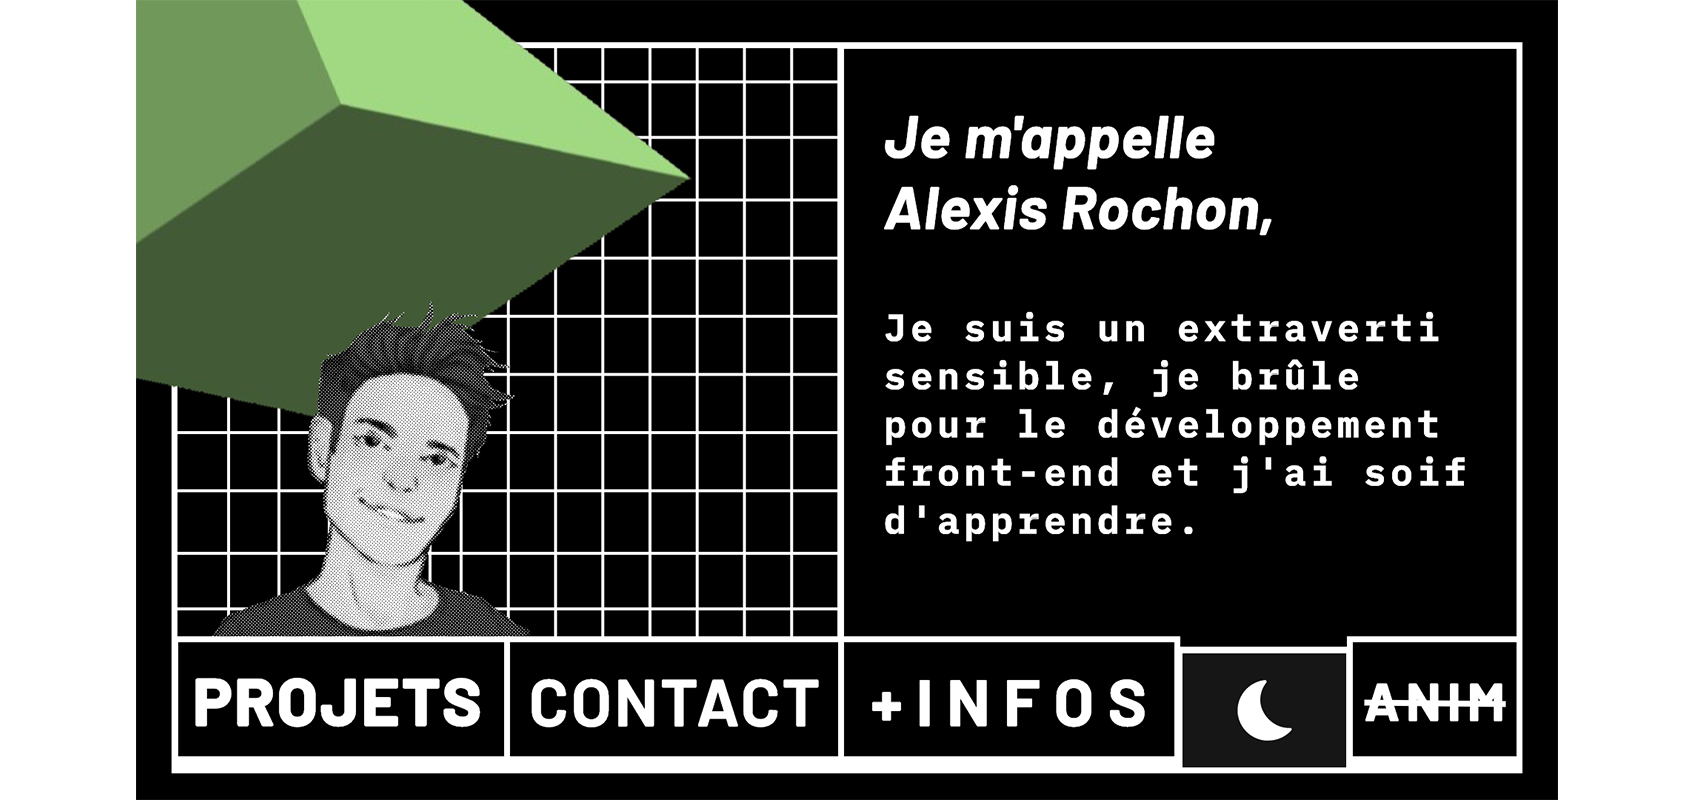 Je m'appelle
Alexis Rochon,
Je suis un extraverti
sensible, je brûle
pour le développement
front-end et j'ai soif
d'apprendre.
PROJETS
CONTACT
+INFOS
ANIM